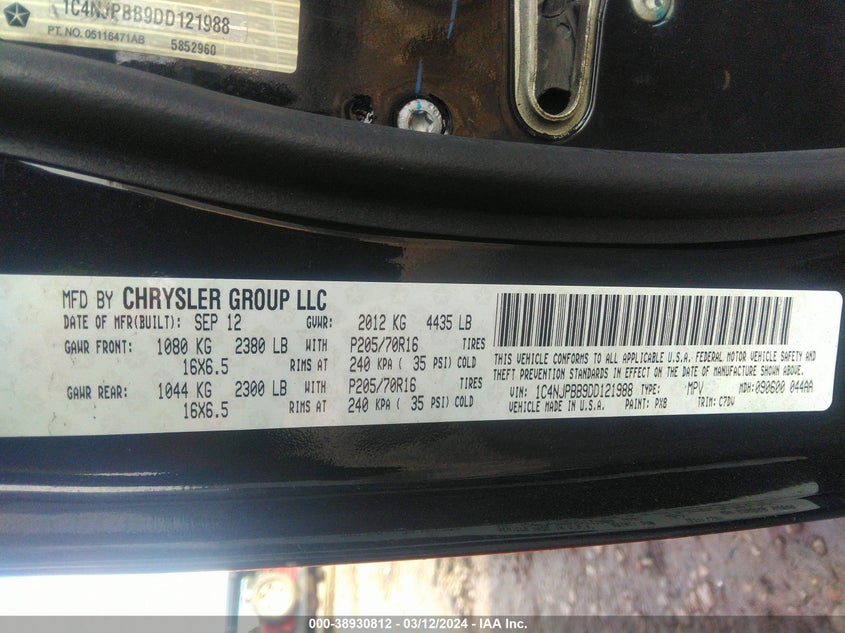 1C4NJPBB9DD121988
PT. NO. 05116471AB
5852960
MFD BY CHRYSLER GROUP LLC
DATE OF MFR(BUILT): SEP 12 GVWR: 2012 KG 4435 LB
GAWR FRONT: 1080 KG 2380 LB WITH P205/70R16 TIRES
16X6.5 RIMS AT 240 KPA ( 35 PSI) COLD
GAWR REAR: 1044 KG 2300 LB WITH P205/70R16 TIRES
16X6.5 RIMS AT 240 KPA ( 35 PSI) COLD
THIS VEHICLE CONFORMS TO ALL APPLICABLE U.S.A. FEDERAL MOTOR VEHICLE SAFETY AND
THEFT PREVENTION STANDARDS IN EFFECT ON THE DATE OF MANUFACTURE SHOWN ABOVE.
VIN: 1C4NJPBB9DD121988 TYPE: MPV MDH: 090600 044AA
VEHICLE MADE IN U.S.A. PAINT: PX8 TRIM: C7DV
000-38930812 - 03/12/2024 - IAA Inc.